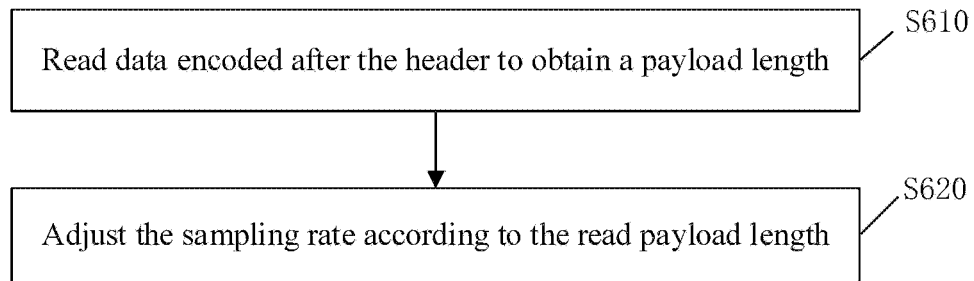 S610
Read data encoded after the header to obtain a payload length
S620
Adjust the sampling rate according to the read payload length